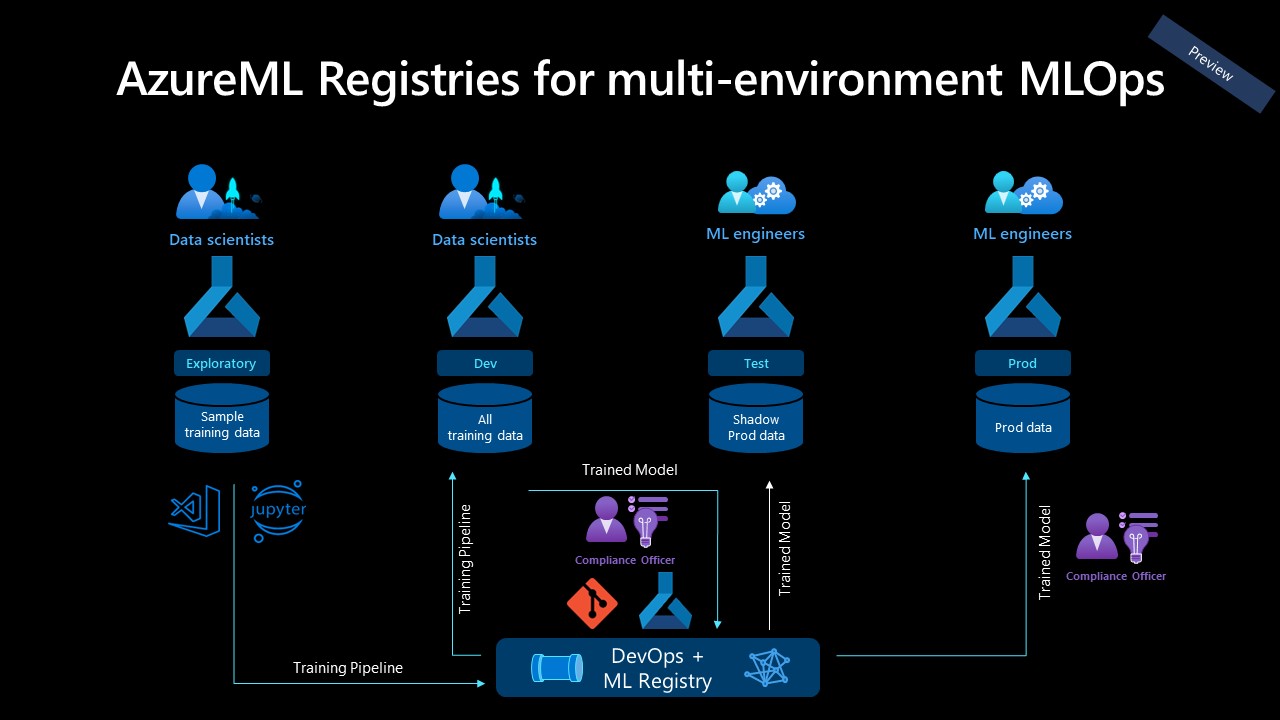 AzureML Registries for multi-environment MLOps
Preview
Data scientists
Data scientists
ML engineers
ML engineers
Exploratory
Dev
Test
Prod
Sample
training data
All
training data
Shadow
Prod data
Prod data
Trained Model
jupyter
Training Pipeline
Compliance Officer
Trained Model
Trained Model
Compliance Officer
Training Pipeline
DevOps +
ML Registry